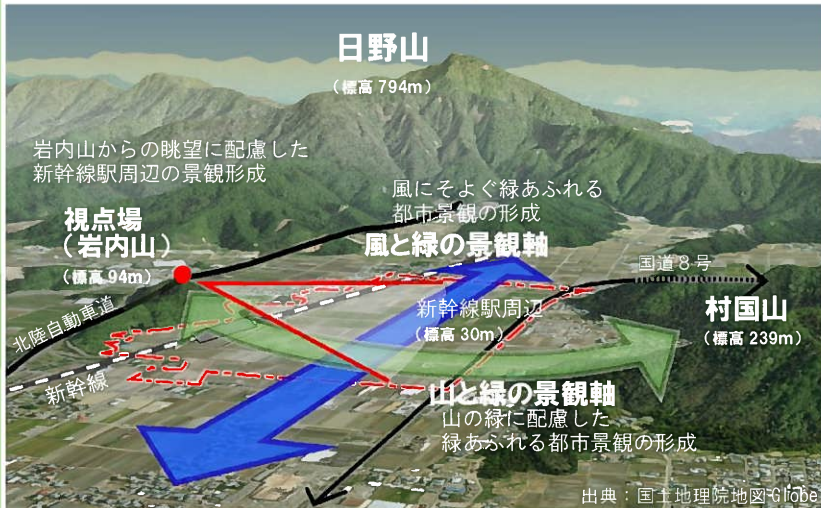 日野山
（標高 794m）
岩内山からの眺望に配慮した
新幹線駅周辺の景観形成
風にそよぐ緑あふれる
都市景観の形成
視点場
（岩内山）
（標高 94m）
風と緑の景観軸
国道８号
新幹線駅周辺
（標高 30m）
村国山
（標高 239m）
北陸自動車道
新幹線
山と緑の景観軸
山の緑に配慮した
緑あふれる都市景観の形成
出典：国土地理院地図 Globe